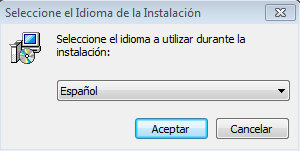 Seleccione el Idioma de la Instalación
Seleccione el idioma a utilizar durante la
instalación:
Español
Aceptar
Cancelar